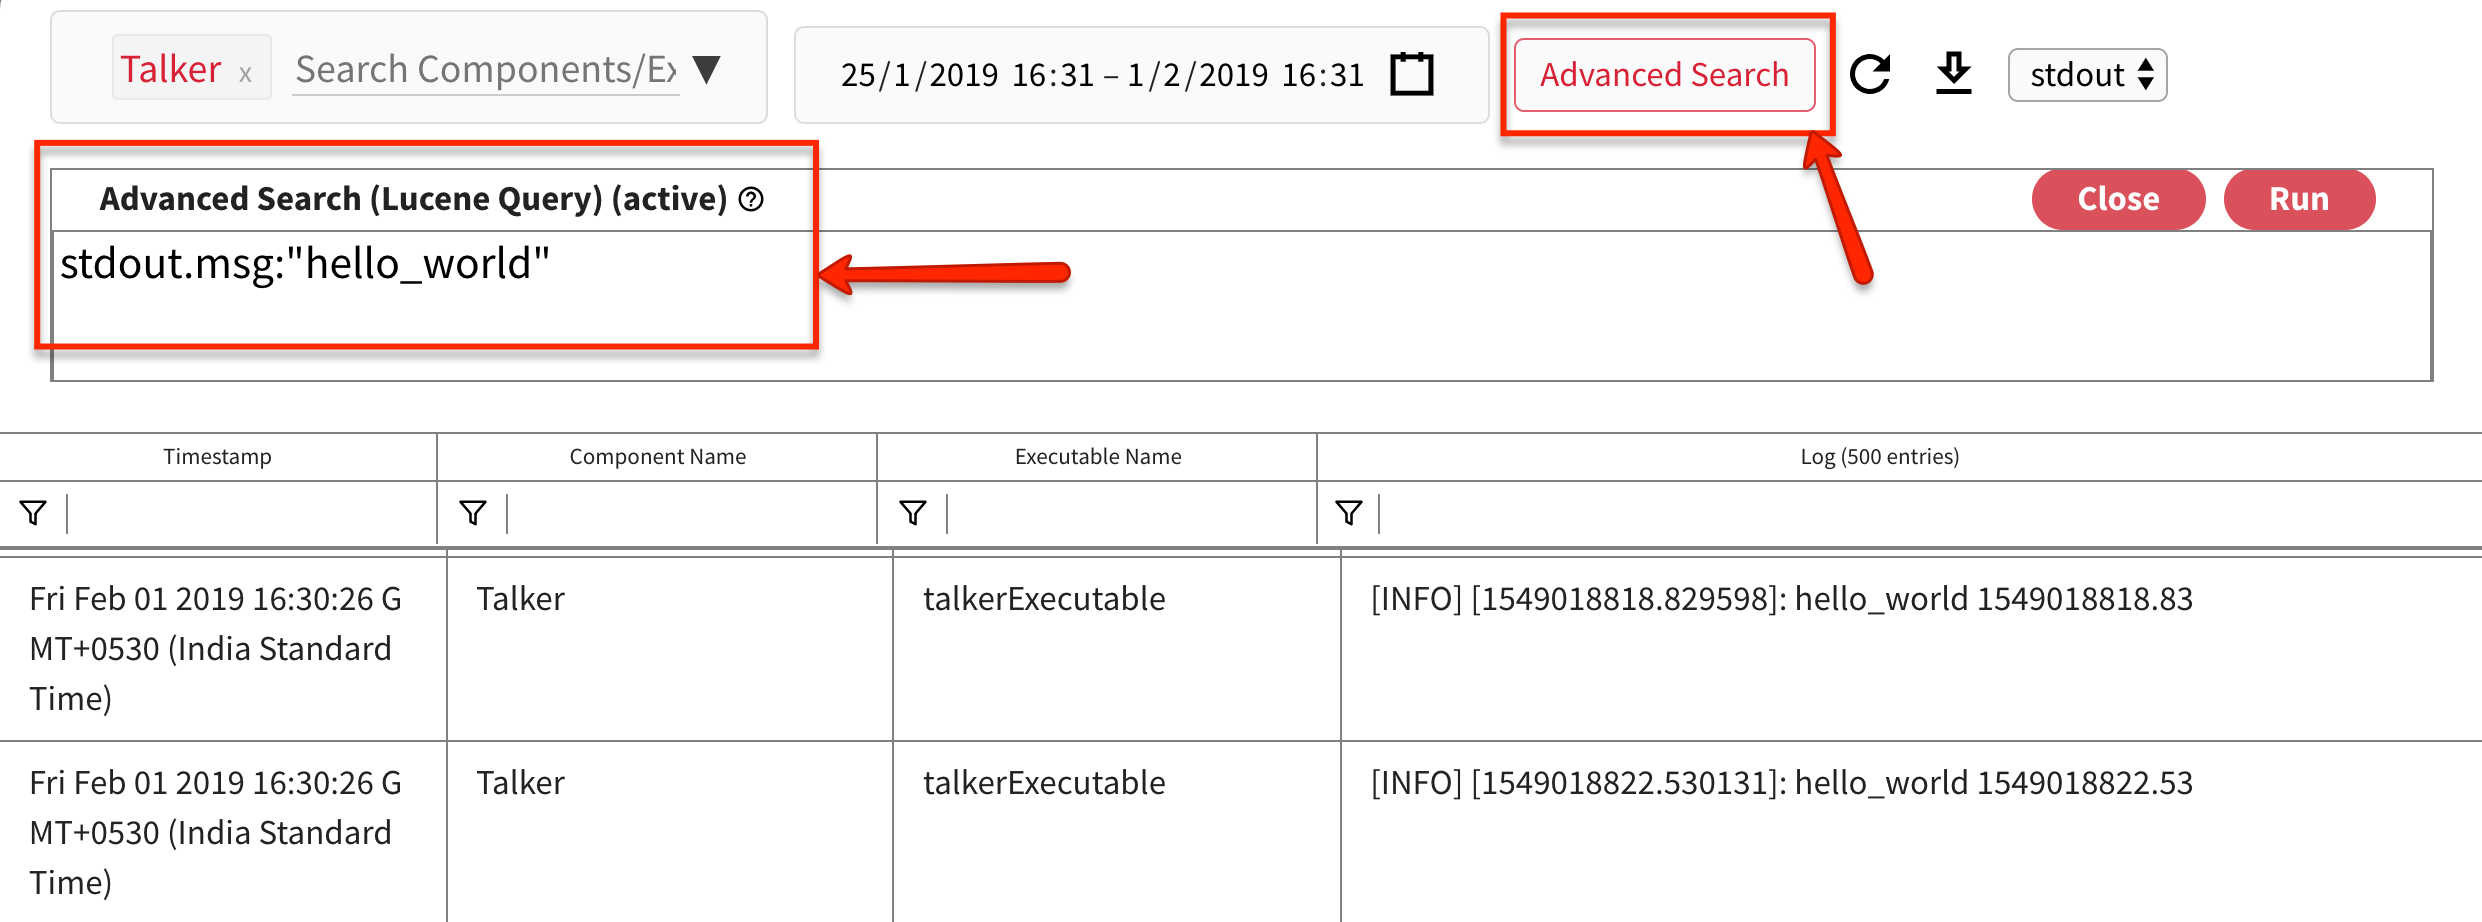 Talker x Search Components/Ex
25/1/2019 16:31 – 1/2/2019 16:31
Advanced Search
stdout
Advanced Search (Lucene Query) (active) ?
Close Run
stdout.msg:"hello_world"
Timestamp Component Name Executable Name Log (500 entries)
Fri Feb 01 2019 16:30:26 G
MT+0530 (India Standard
Time)
Talker
talkerExecutable
[INFO] [1549018818.829598]: hello_world 1549018818.83
Fri Feb 01 2019 16:30:26 G
MT+0530 (India Standard
Time)
Talker
talkerExecutable
[INFO] [1549018822.530131]: hello_world 1549018822.53